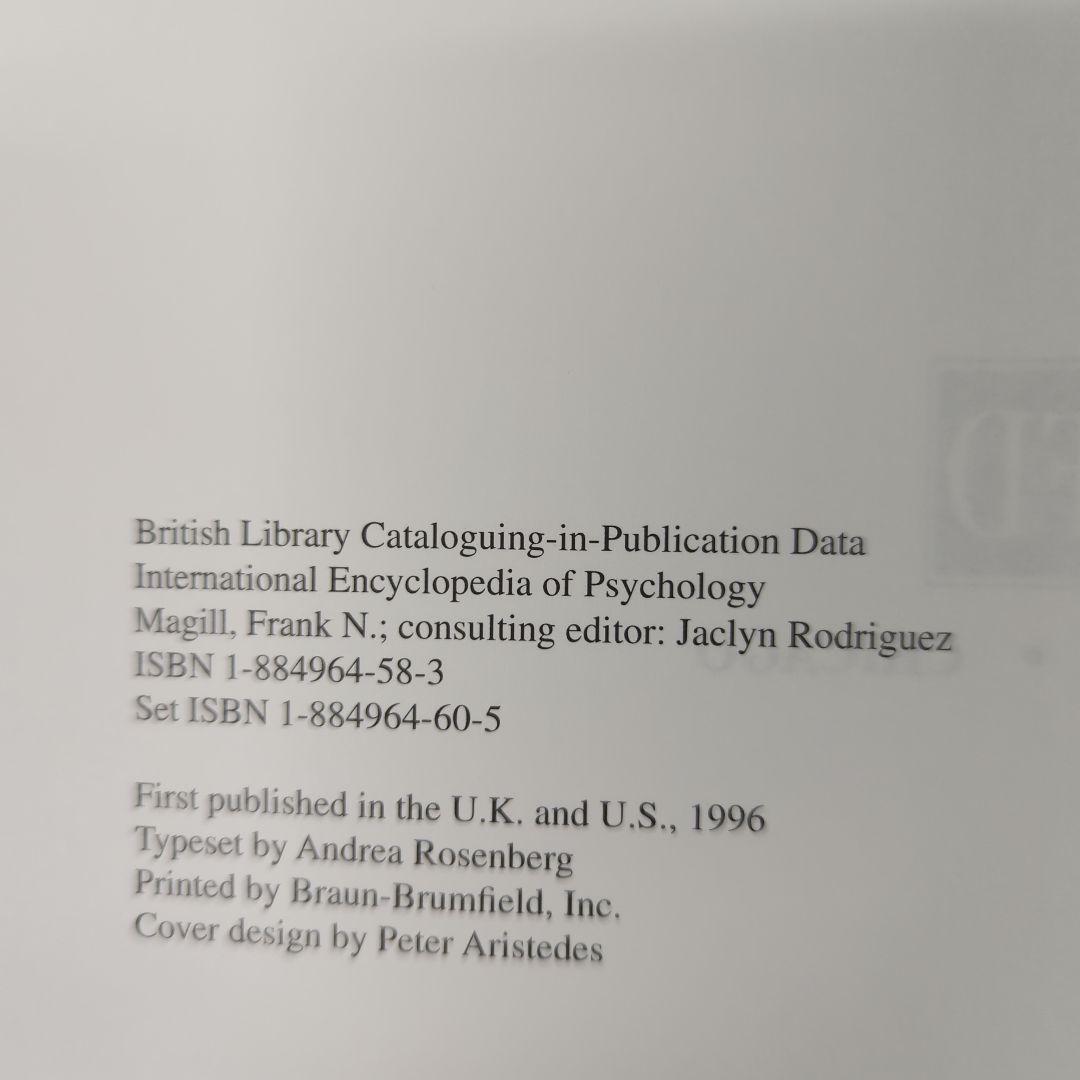 British Library Cataloguing-in-Publication Data
International Encyclopedia of Psychology
Magill, Frank N.; consulting editor: Jaclyn Rodriguez
ISBN 1-884964-58-3
Set ISBN 1-884964-60-5
First published in the U.K. and U.S., 1996
Typeset by Andrea Rosenberg
Printed by Braun-Brumfield, Inc.
Cover design by Peter Aristedes